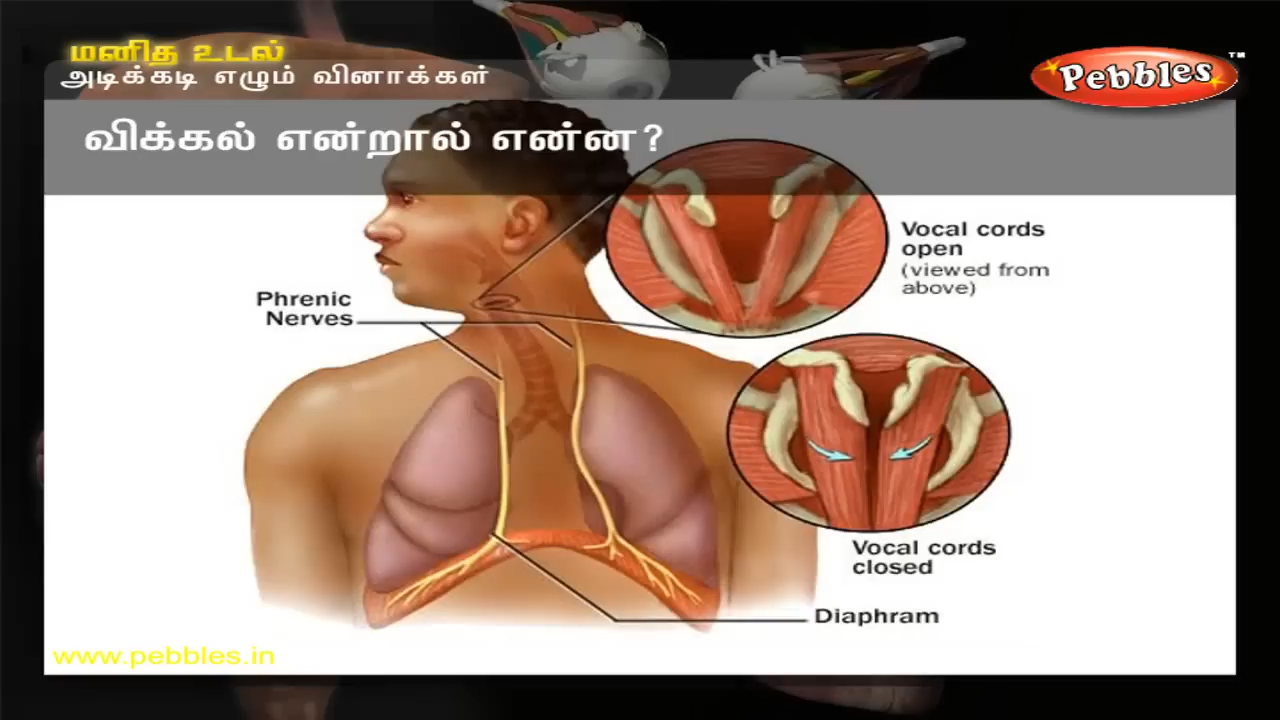 மனித உடல்
அடிக்கடி எழும் வினாக்கள்
Pebbles™
விக்கல் என்றால் என்ன?
Vocal cords
open
(viewed from
above)
Phrenic
Nerves
Vocal cords
closed
Diaphram
www.pebbles.in